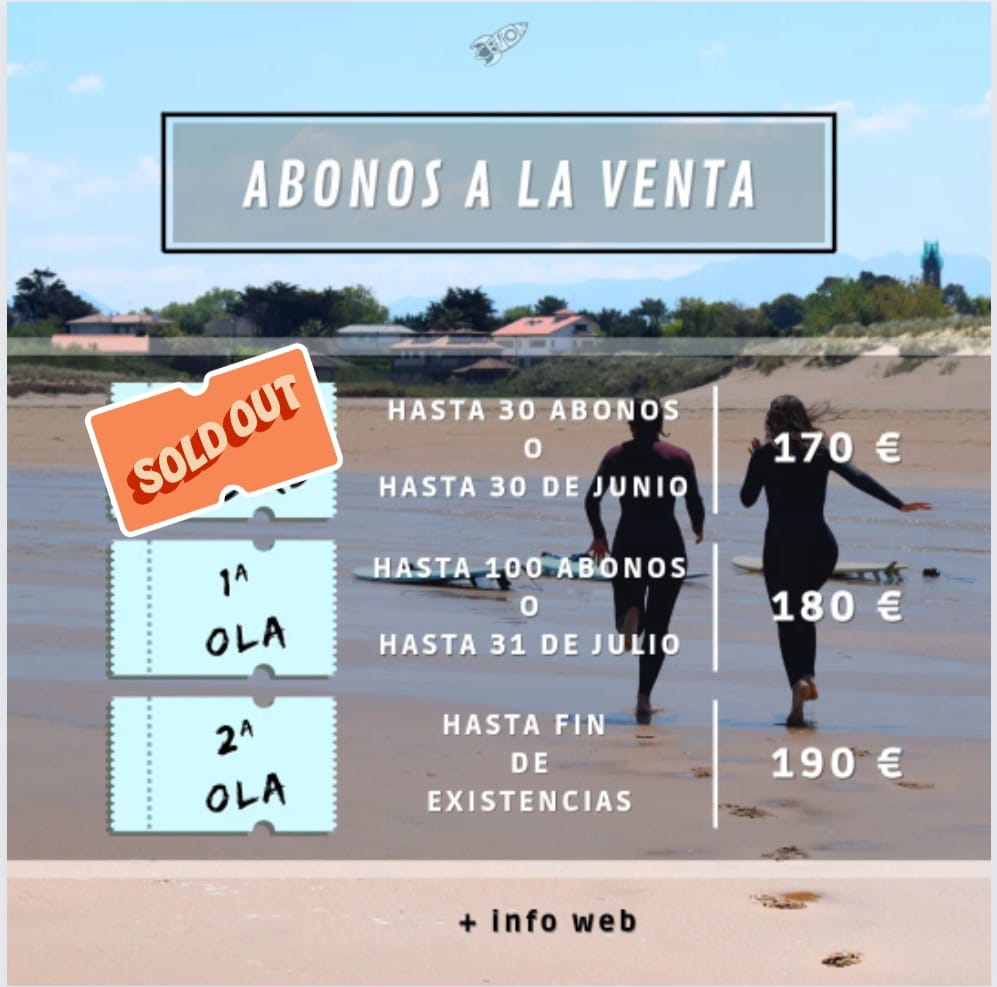 ABONOS A LA VENTA
SOLD OUT
HASTA 30 ABONOS
O
HASTA 30 DE JUNIO
170 €
1ᴬ
OLA
HASTA 100 ABONOS
O
HASTA 31 DE JULIO
180 €
2ᴬ
OLA
HASTA FIN
DE
EXISTENCIAS
190 €
+ info web